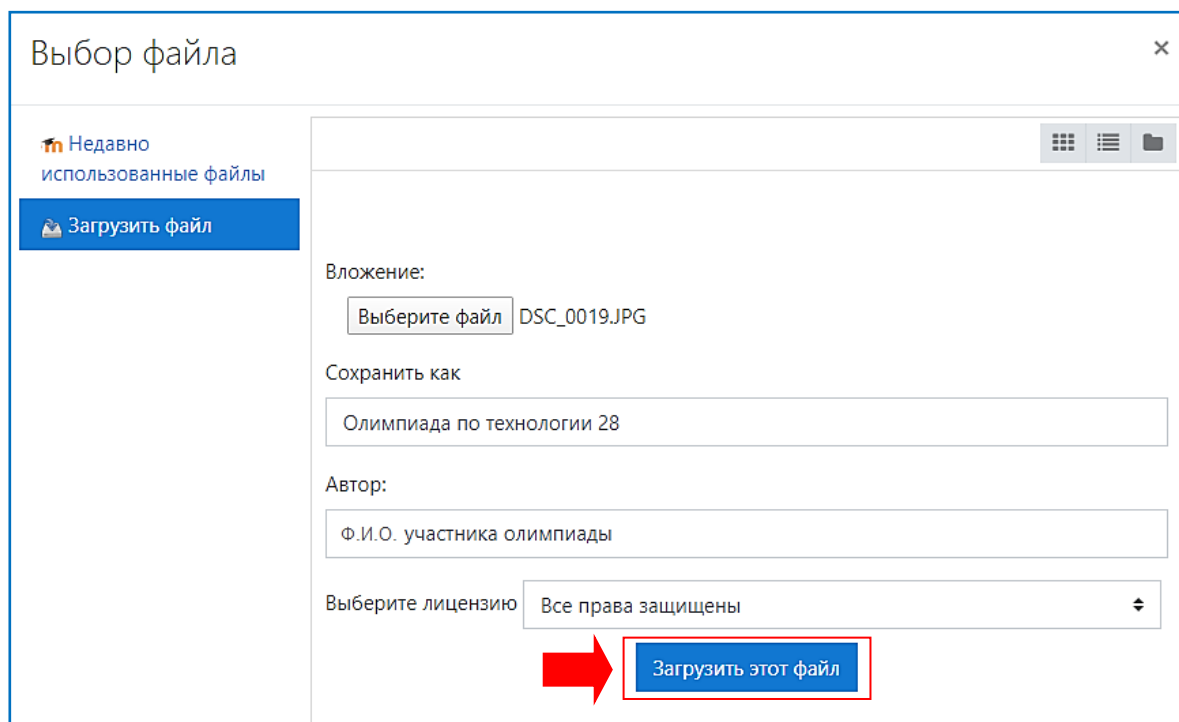 Выбор файла
×
Недавно
использованные файлы
Загрузить файл
Вложение:
Выберите файл DSC_0019.JPG
Сохранить как
Олимпиада по технологии 28
Автор:
Ф.И.О. участника олимпиады
Выберите лицензию Все права защищены
Загрузить этот файл